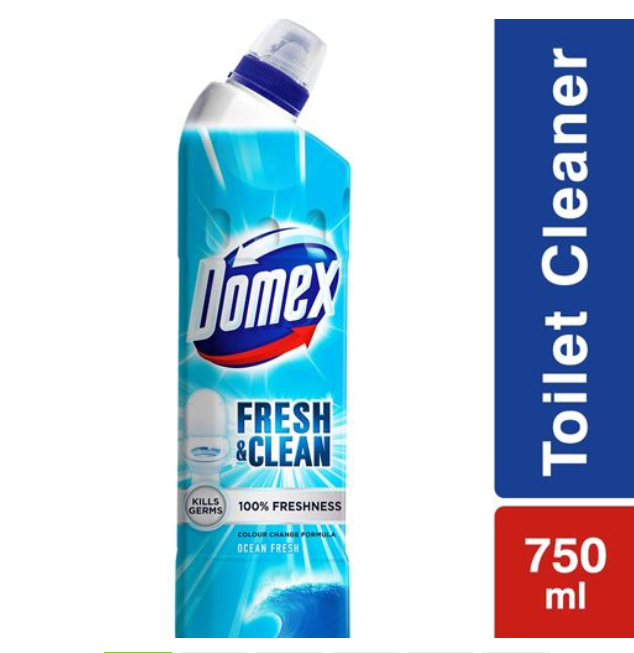 Domex
FRESH
&CLEAN
KILLS
GERMS
100% FRESHNESS
COLOUR CHANGE FORMULA
OCEAN FRESH
Toilet Cleaner
750
ml